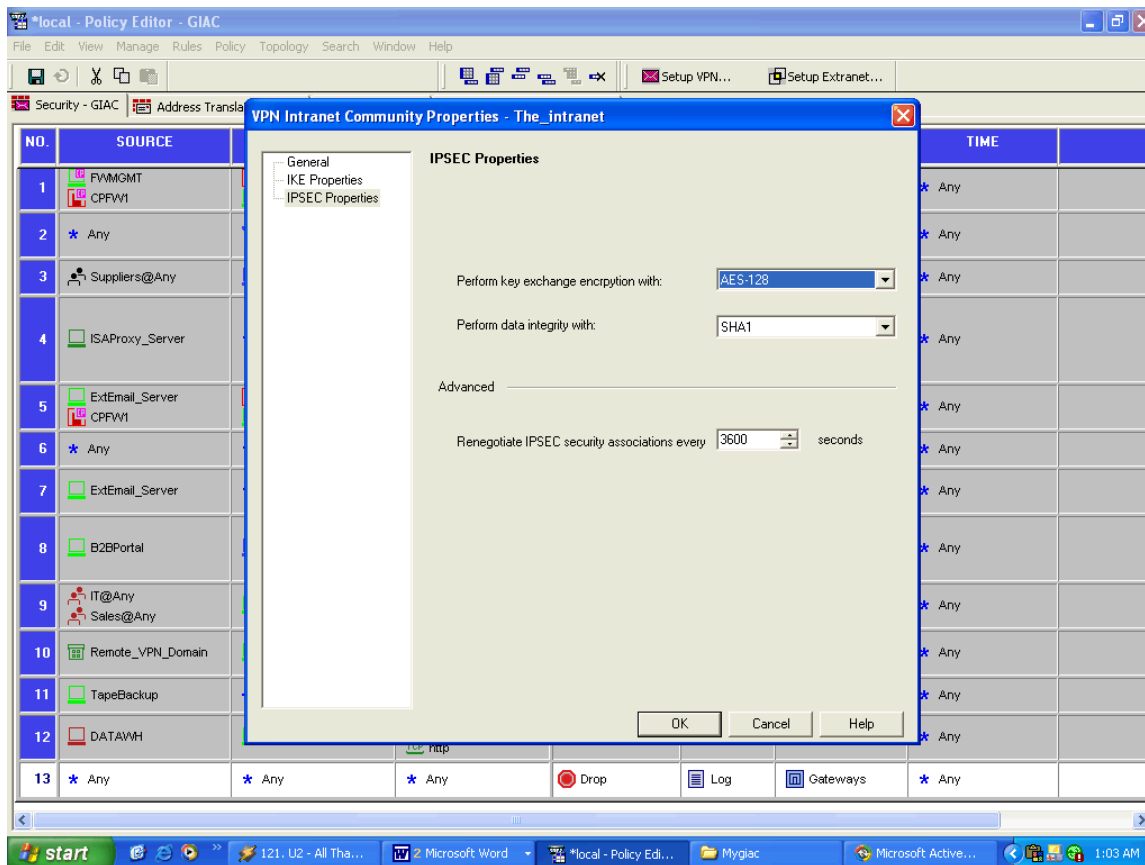 *local - Policy Editor - GIAC
File Edit View Manage Rules Policy Topology Search Window Help
Setup VPN... Setup Extranet...
Security - GIAC Address Transla
VPN Intranet Community Properties - The_intranet
NO. SOURCE TIME
General
IKE Properties
IPSEC Properties
IPSEC Properties
Perform key exchange encrpytion with: AES-128
Perform data integrity with: SHA1
Advanced
Renegotiate IPSEC security associations every 3600 seconds
OK Cancel Help
1 FWMGMT
CPFW1
* Any
2 * Any * Any
3 Suppliers@Any * Any
4 ISAProxy_Server * Any
5 ExtEmail_Server
CPFW1
* Any
6 * Any * Any
7 ExtEmail_Server * Any
8 B2BPortal * Any
9 IT@Any
Sales@Any
* Any
10 Remote_VPN_Domain * Any
11 TapeBackup * Any
12 DATAWH TCP http * Any
13 * Any * Any * Any Drop Log Gateways * Any
start 121. U2 - All Tha... 2 Microsoft Word *local - Policy Edi... Mygiac Microsoft Active... 1:03 AM